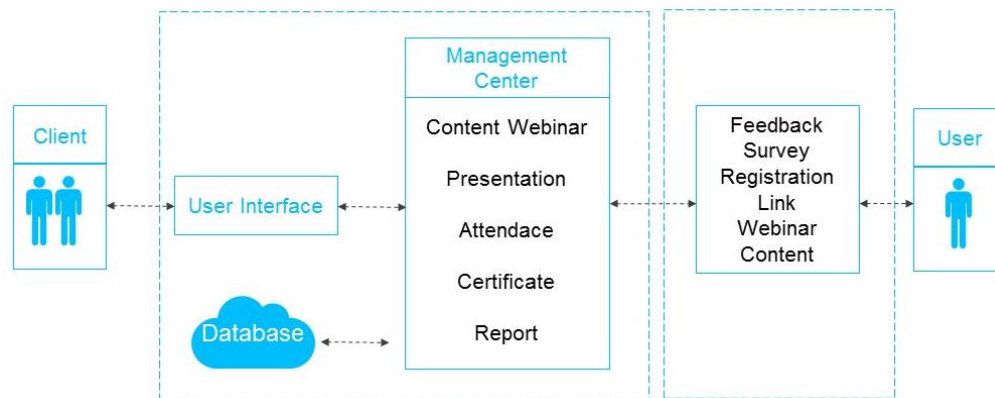 Client
User Interface
Database
Management
Center
Content Webinar
Presentation
Attendace
Certificate
Report
Feedback
Survey
Registration
Link
Webinar
Content
User